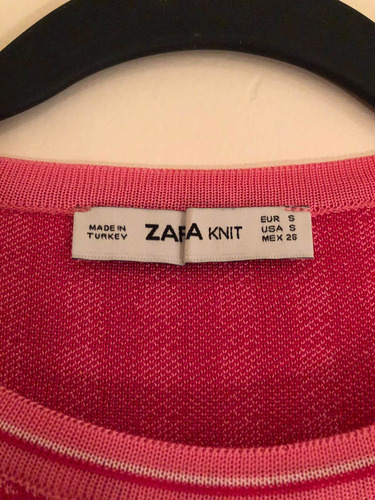 MADE IN
TURKEY
ZARA KNIT
EUR S
USA S
MEX 26